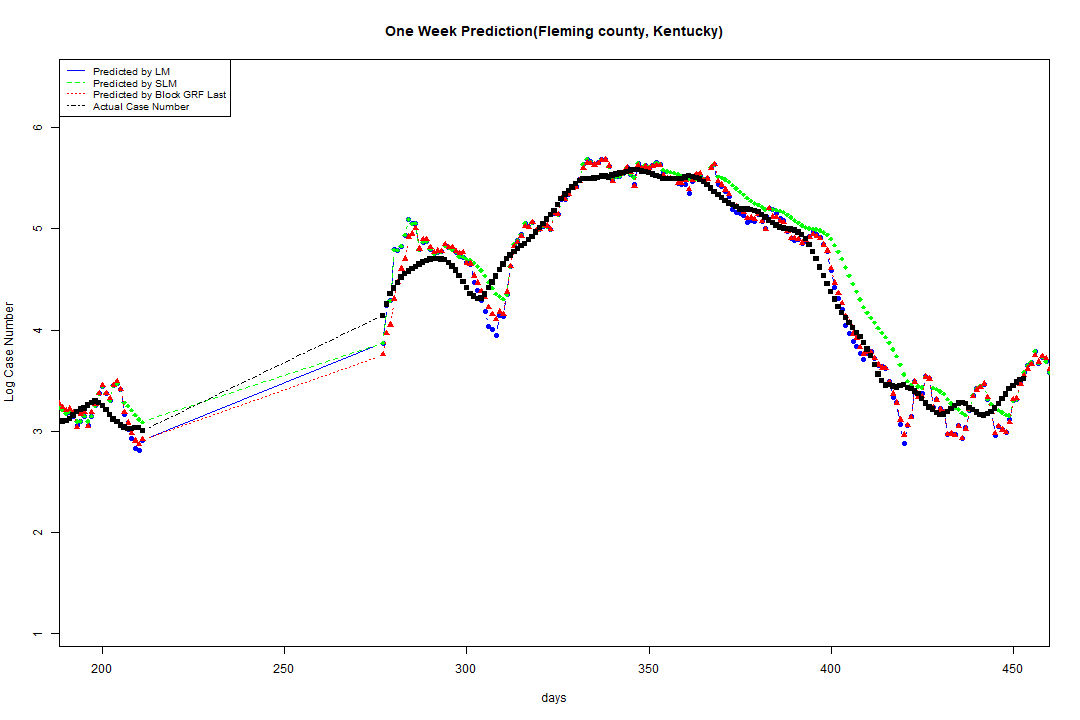 One Week Prediction(Fleming county, Kentucky)
Predicted by LM
Predicted by SLM
Predicted by Block GRF Last
Actual Case Number
Log Case Number
6
5
4
3
2
1
200 250 300 350 400 450
days